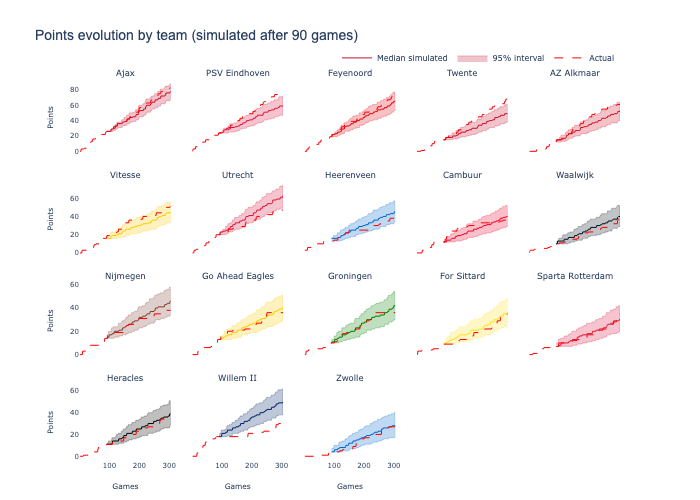 Points evolution by team (simulated after 90 games)
Median simulated 95% interval Actual
Ajax PSV Eindhoven Feyenoord Twente AZ Alkmaar
80
60
40
20
0
Points
Vitesse Utrecht Heerenveen Cambuur Waalwijk
60
40
20
0
Points
Nijmegen Go Ahead Eagles Groningen For Sittard Sparta Rotterdam
60
40
20
0
Points
Heracles Willem II Zwolle
60
40
20
0
Points
100 200 300 100 200 300 100 200 300
Games Games Games